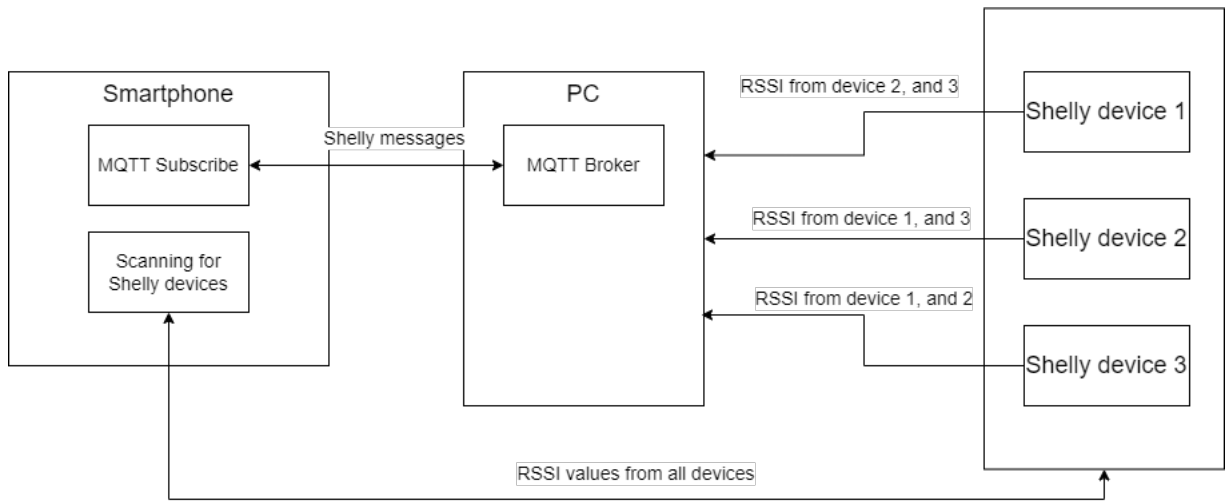 Smartphone
MQTT Subscribe
Scanning for
Shelly devices
Shelly messages
PC
MQTT Broker
RSSI from device 2, and 3
RSSI from device 1, and 3
RSSI from device 1, and 2
Shelly device 1
Shelly device 2
Shelly device 3
RSSI values from all devices